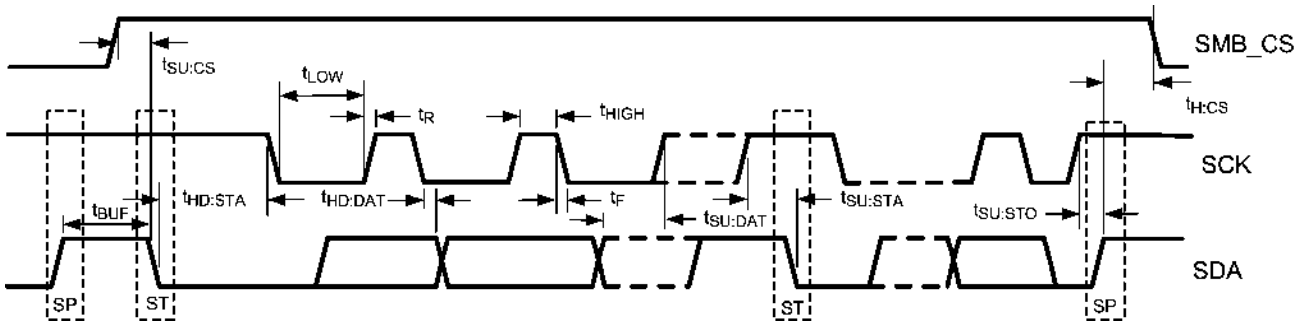 SMB_CS
tSU:CS
tLOW
tR
tHIGH
tH:CS
SCK
tHD:STA
tHD:DAT
tF
tSU:DAT
tSU:STA
tSU:STO
tBUF
SDA
SP
ST
ST
SP